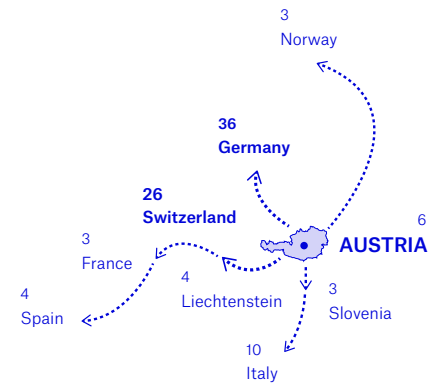 3
Norway
36
Germany
26
Switzerland
6
AUSTRIA
3
France
4
Liechtenstein
4
Spain
3
Slovenia
10
Italy